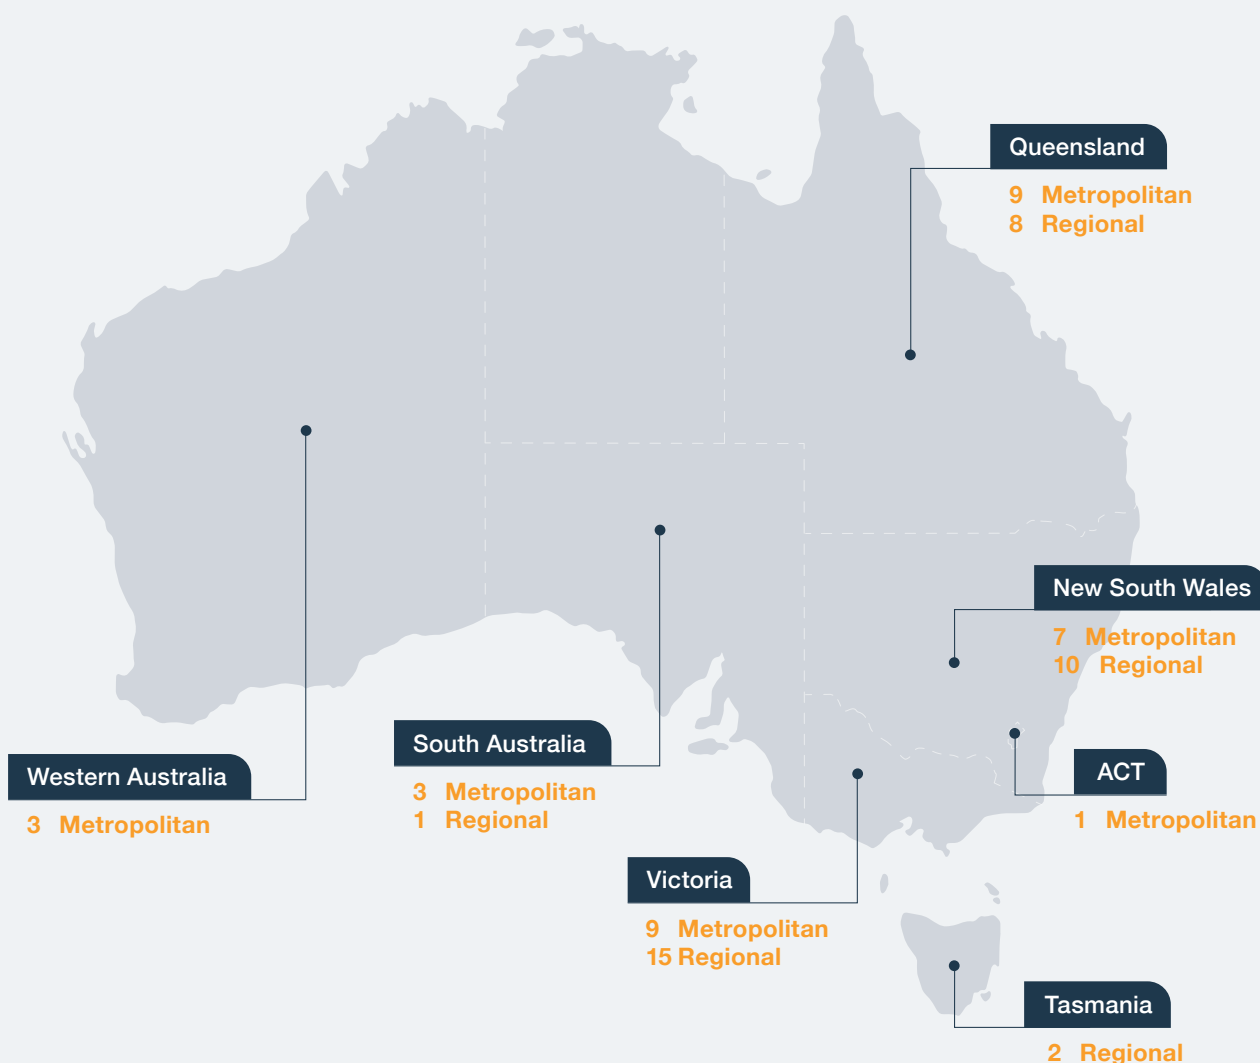 Queensland
9 Metropolitan
8 Regional
New South Wales
7 Metropolitan
10 Regional
South Australia
3 Metropolitan
1 Regional
Western Australia
3 Metropolitan
ACT
1 Metropolitan
Victoria
9 Metropolitan
15 Regional
Tasmania
2 Regional